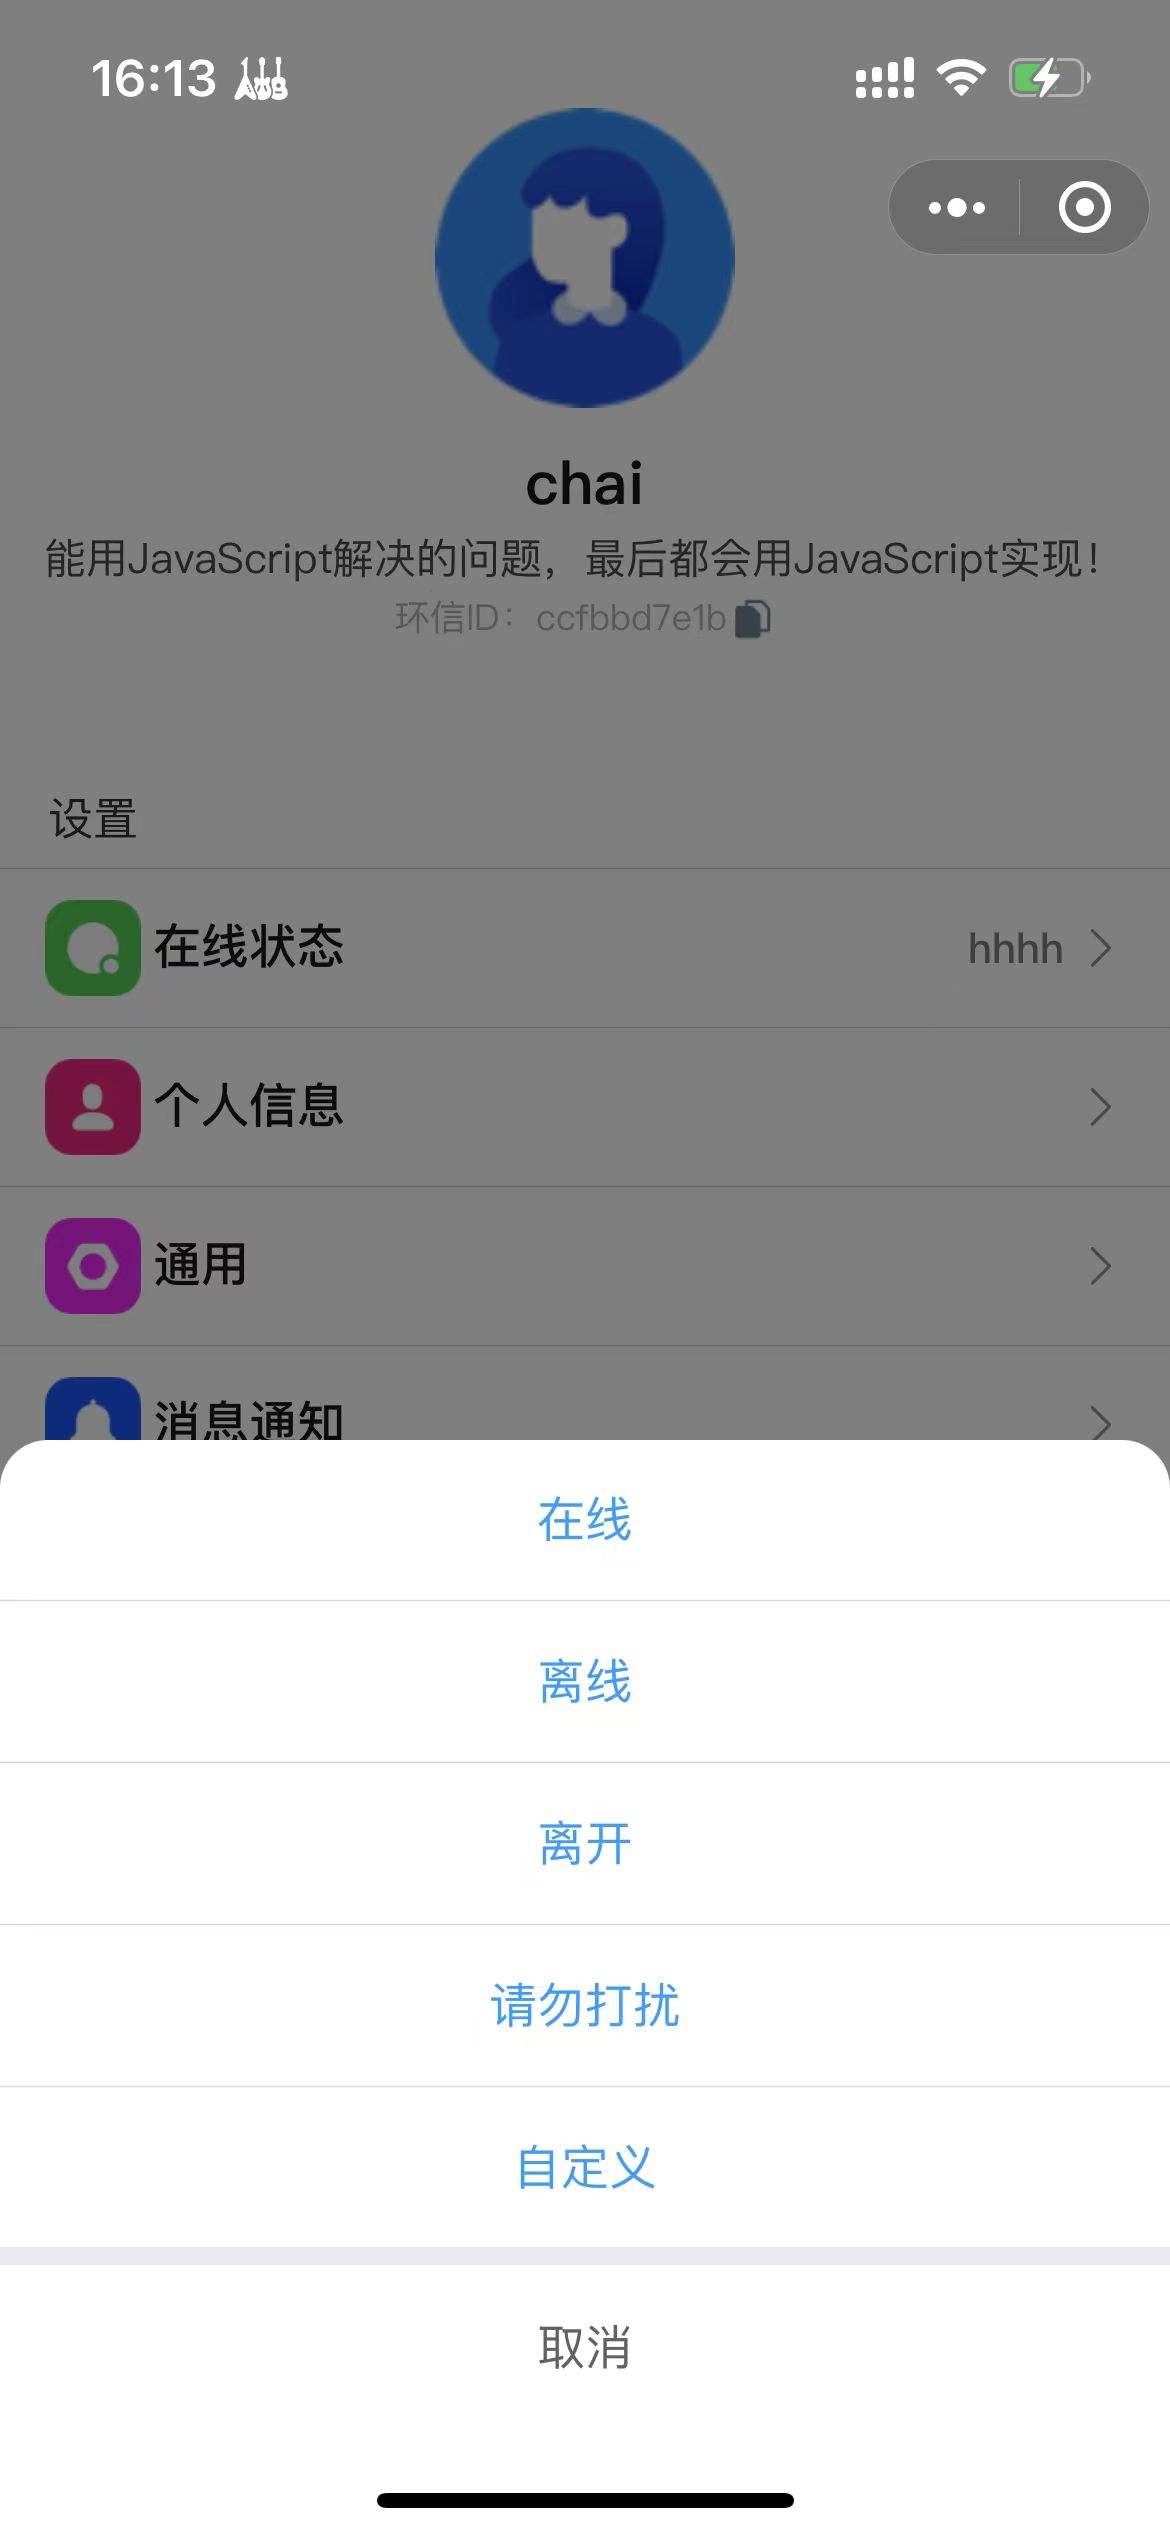 16:13
chai
能用JavaScript解决的问题，最后都会用JavaScript实现！
环信ID：ccfbbd7e1b
设置
在线状态 hhhh
个人信息
通用
消息通知
在线
离线
离开
请勿打扰
自定义
取消